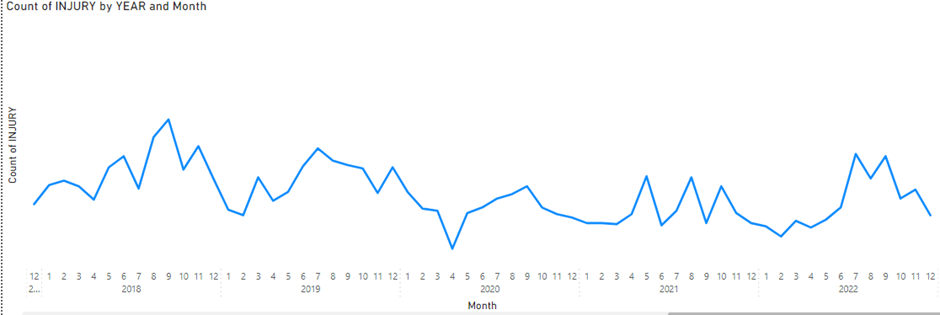 Count of INJURY by YEAR and Month
Count of INJURY
12 1 2 3 4 5 6 7 8 9 10 11 12 1 2 3 4 5 6 7 8 9 10 11 12 1 2 3 4 5 6 7 8 9 10 11 12 1 2 3 4 5 6 7 8 9 10 11 12 1 2 3 4 5 6 7 8 9 10 11 12
2... 2018 2019 2020 2021 2022
Month